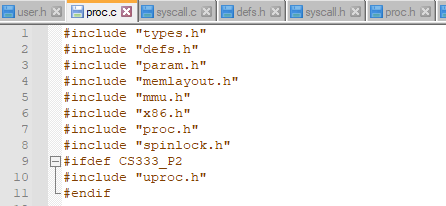 user.h proc.c syscall.c defs.h syscall.h proc.h
1 #include "types.h"
2 #include "defs.h"
3 #include "param.h"
4 #include "memlayout.h"
5 #include "mmu.h"
6 #include "x86.h"
7 #include "proc.h"
8 #include "spinlock.h"
9 #ifdef CS333_P2
10 #include "uproc.h"
11 #endif